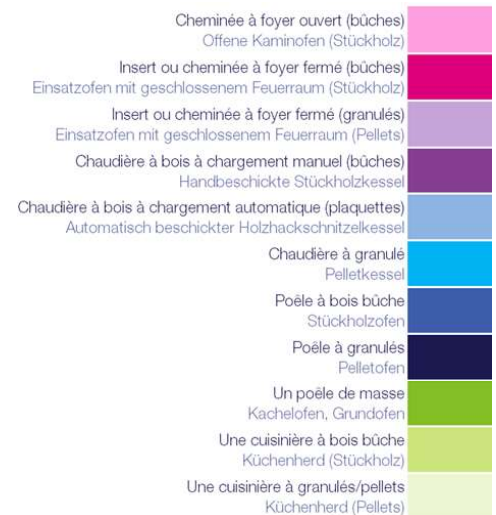 Cheminée à foyer ouvert (bûches)
Offene Kaminofen (Stückholz)
Insert ou cheminée à foyer fermé (bûches)
Einsatzofen mit geschlossenem Feuerraum (Stückholz)
Insert ou cheminée à foyer fermé (granulés)
Einsatzofen mit geschlossenem Feuerraum (Pellets)
Chaudière à bois à chargement manuel (bûches)
Handbeschickte Stückholzkessel
Chaudière à bois à chargement automatique (plaquettes)
Automatisch beschickter Holzhackschnitzelkessel
Chaudière à granulé
Pelletkessel
Poêle à bois bûche
Stückholzofen
Poêle à granulés
Pelletofen
Un poêle de masse
Kachelofen, Grundofen
Une cuisinière à bois bûche
Küchenherd (Stückholz)
Une cuisinière à granulés/pellets
Küchenherd (Pellets)